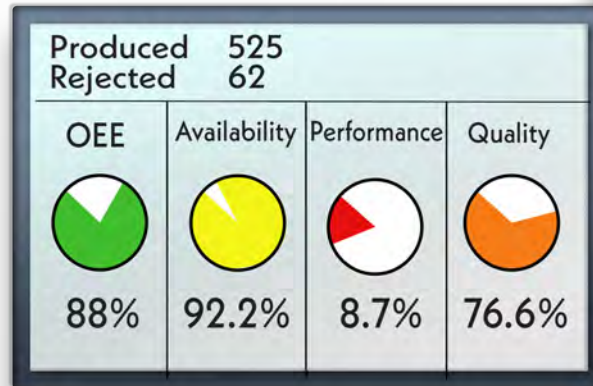 Produced 525
Rejected 62
OEE Availability Performance Quality
88% 92.2% 8.7% 76.6%